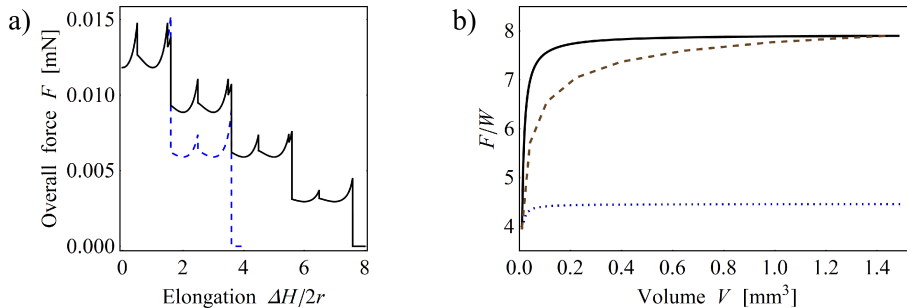 a)
Overall force F [mN]
0.015
0.010
0.005
0.000
0 2 4 6 8
Elongation ΔH/2r
b)
F/W
8
7
6
5
4
0.0 0.2 0.4 0.6 0.8 1.0 1.2 1.4
Volume V [mm³]